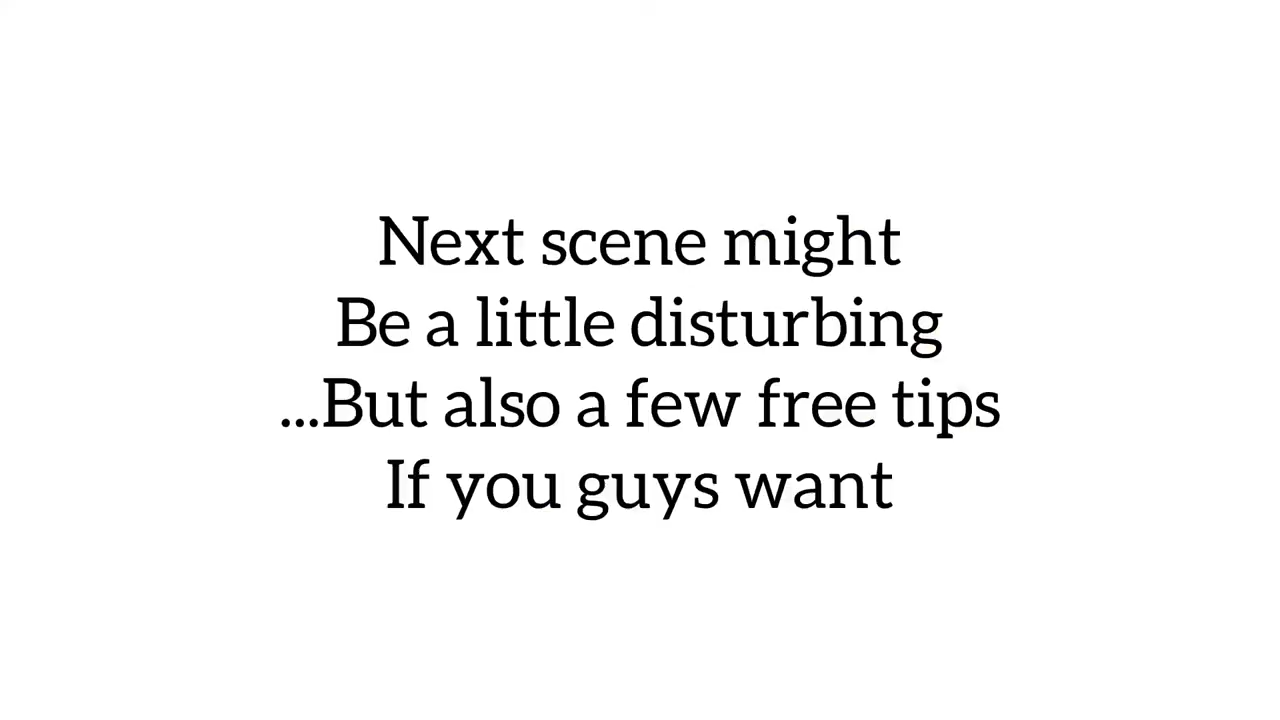 Next scene might
Be a little disturbing
...But also a few free tips
If you guys want